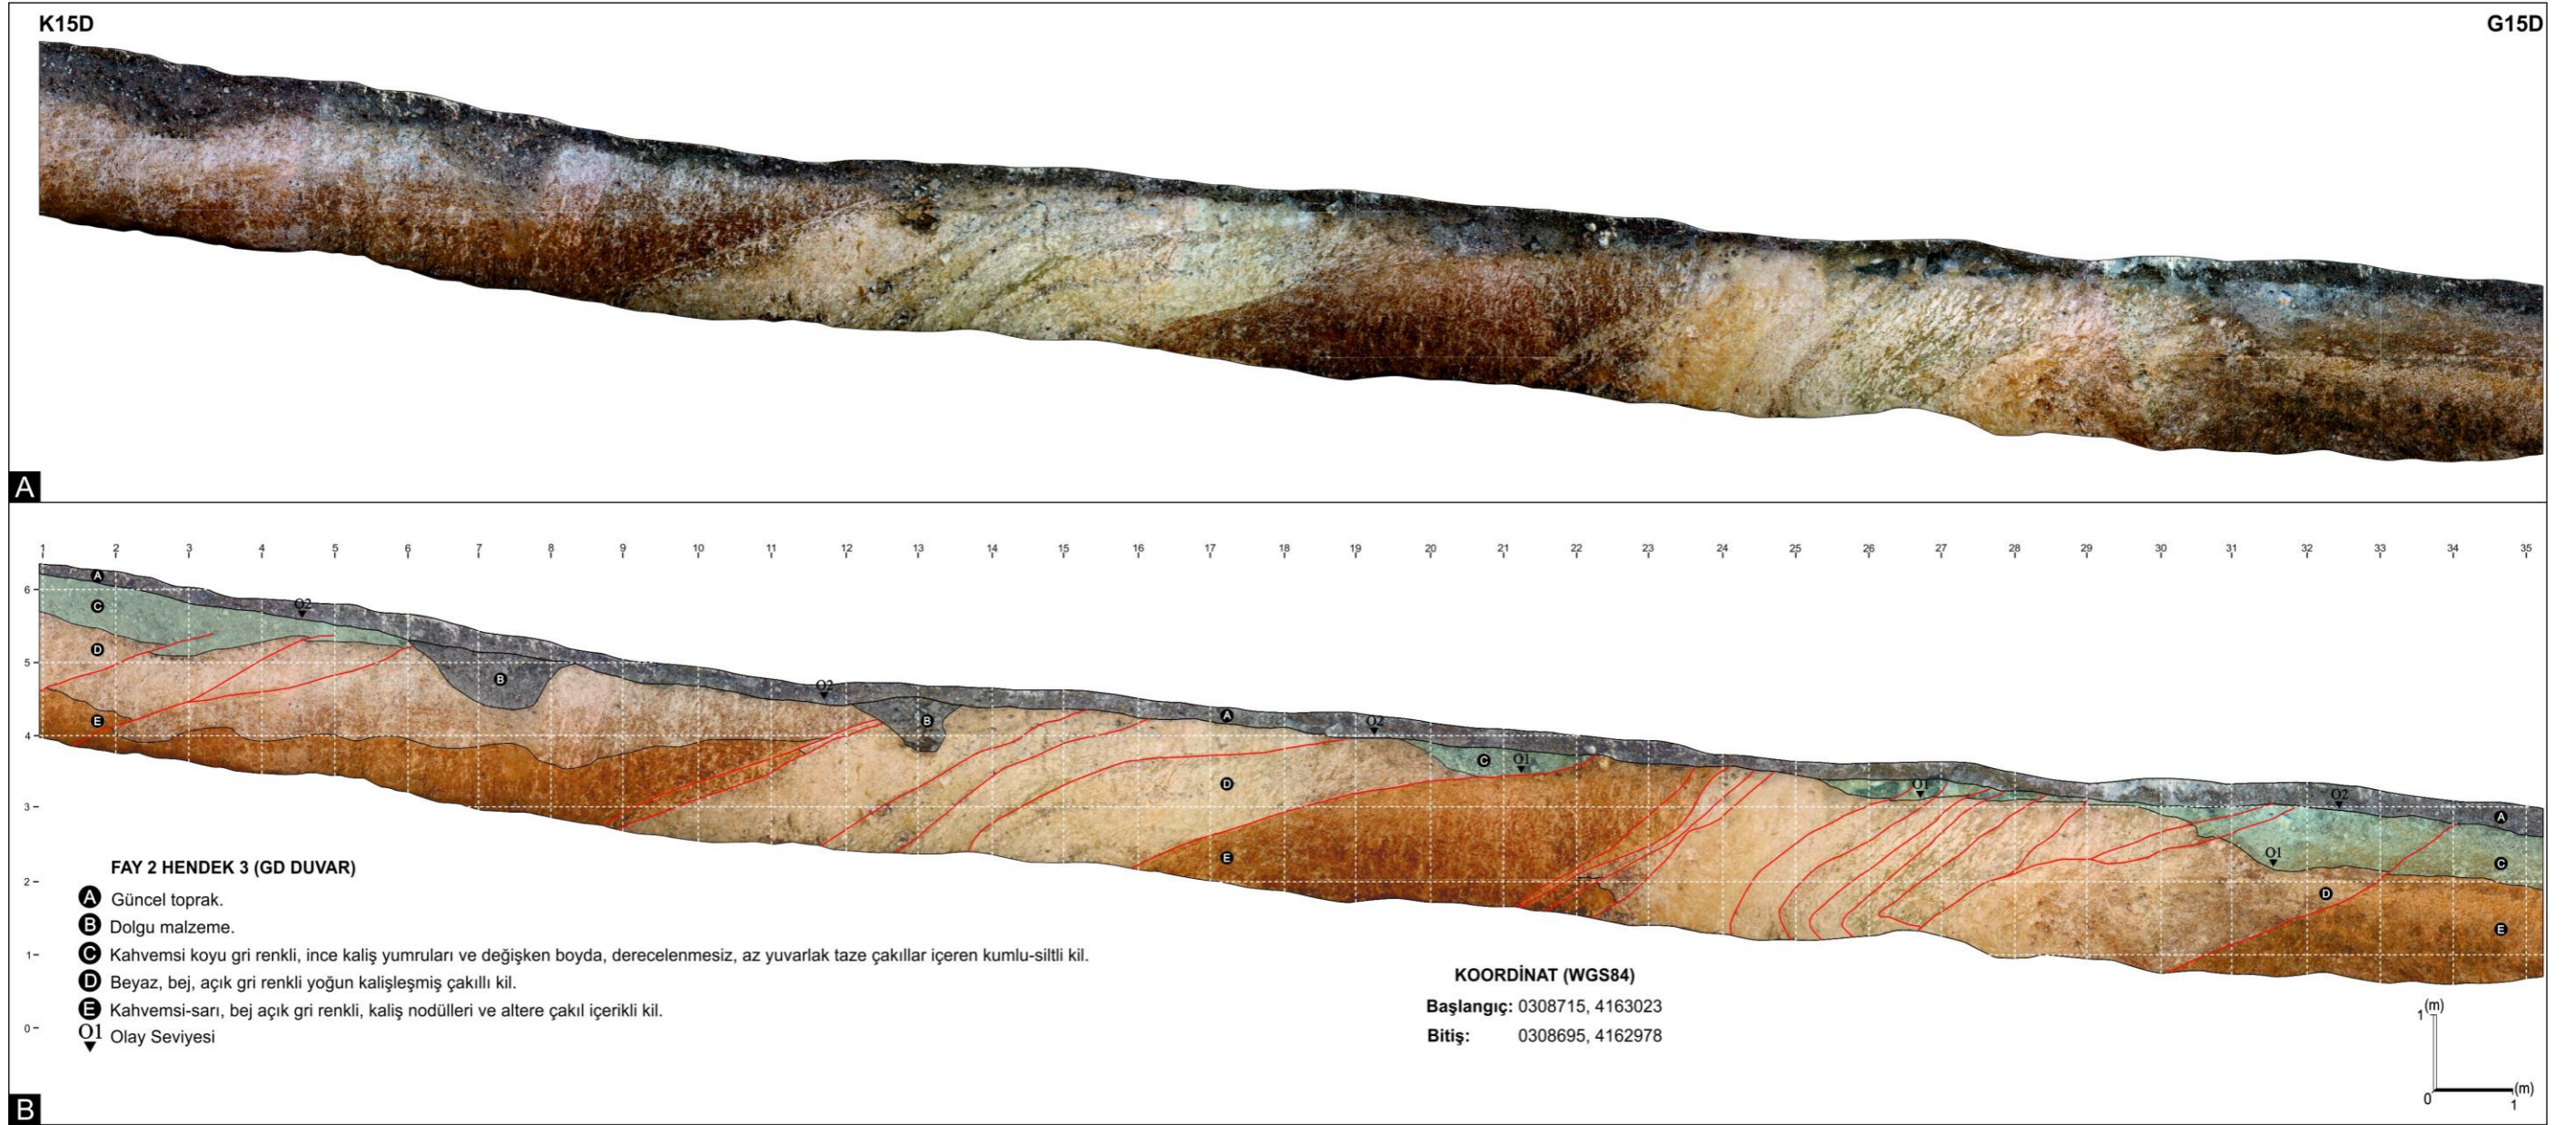 K15D
G15D
A
1 2 3 4 5 6 7 8 9 10 11 12 13 14 15 16 17 18 19 20 21 22 23 24 25 26 27 28 29 30 31 32 33 34 35
6
5
4
3
2
1
0
A
C
D
E
O2
B
O2
B
A
D
E
O2
C
O1
O1
O2
O1
D
A
C
E
FAY 2 HENDEK 3 (GD DUVAR)
A Güncel toprak.
B Dolgu malzeme.
C Kahvemsi koyu gri renkli, ince kaliş yumruları ve değişken boyda, derecelenmesiz, az yuvarlak taze çakıllar içeren kumlu-siltli kil.
D Beyaz, bej, açık gri renkli yoğun kalişleşmiş çakıllı kil.
E Kahvemsi-sarı, bej açık gri renkli, kaliş nodülleri ve altere çakıl içerikli kil.
O1 Olay Seviyesi
KOORDİNAT (WGS84)
Başlangıç: 0308715, 4163023
Bitiş: 0308695, 4162978
1 (m)
0 1 (m)
B